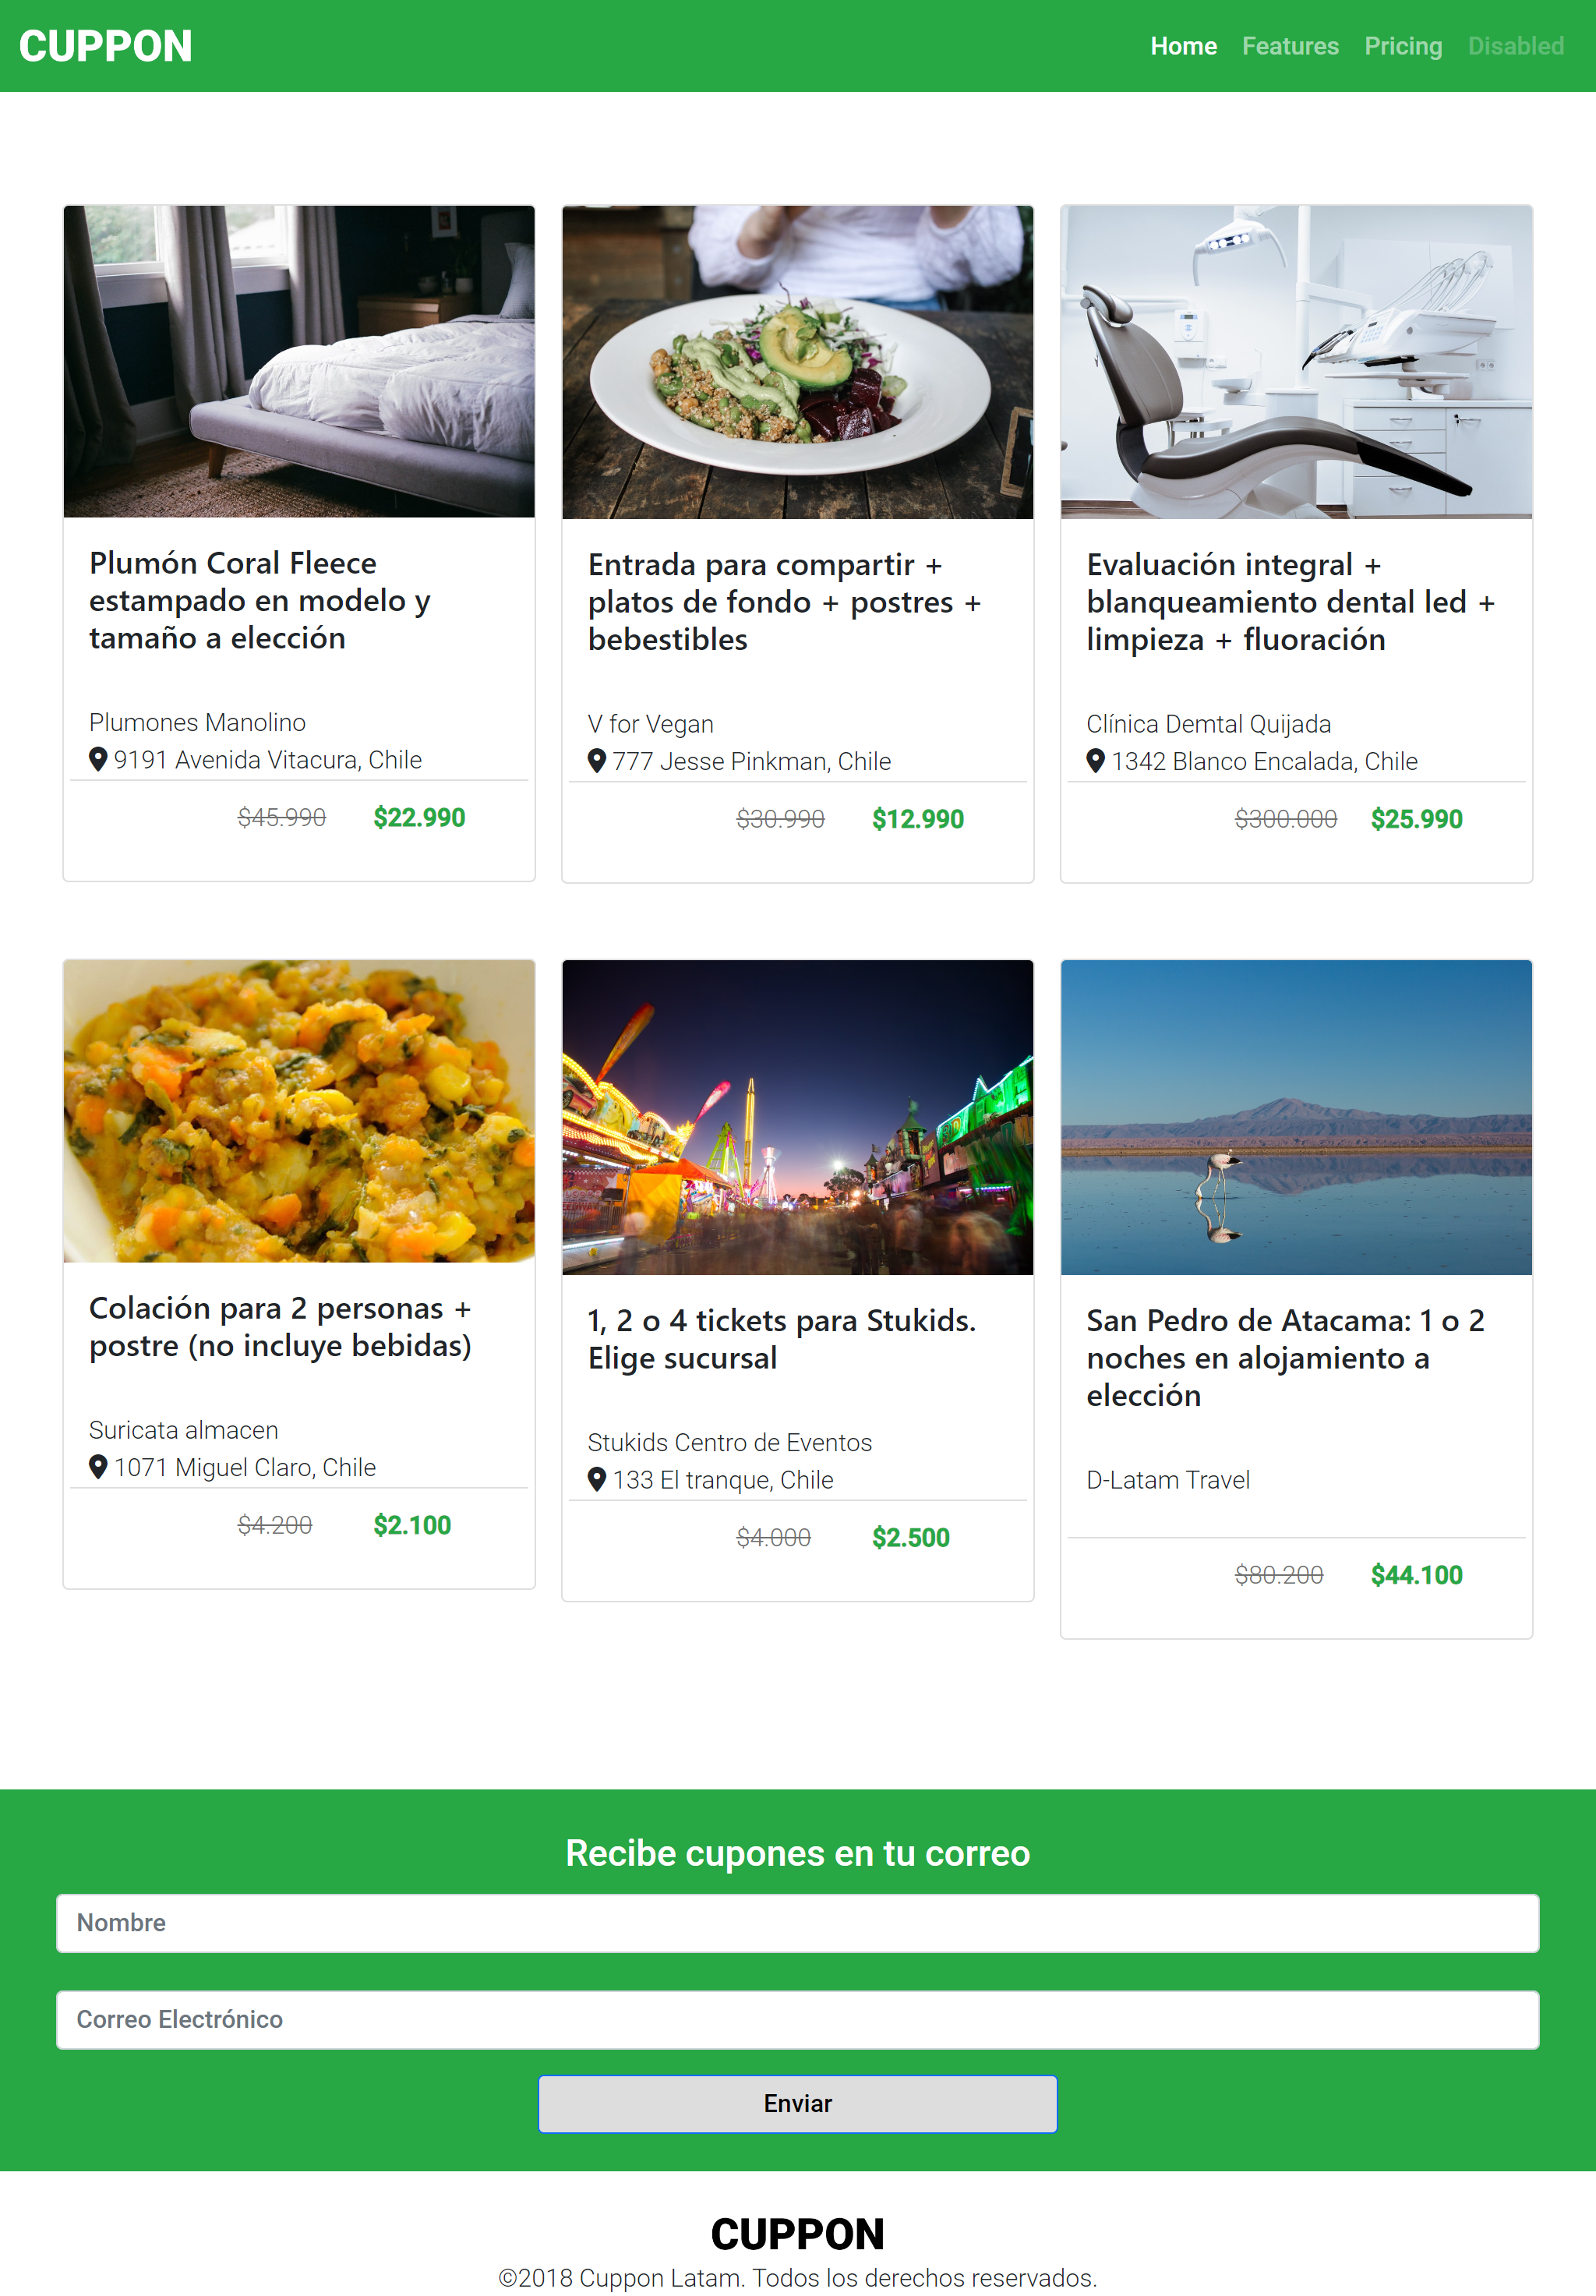 CUPPON
Home Features Pricing Disabled
Plumón Coral Fleece
estampado en modelo y
tamaño a elección
Plumones Manolino
9191 Avenida Vitacura, Chile
$45.990 $22.990
Entrada para compartir +
platos de fondo + postres +
bebestibles
V for Vegan
777 Jesse Pinkman, Chile
$30.990 $12.990
Evaluación integral +
blanqueamiento dental led +
limpieza + fluoración
Clínica Demtal Quijada
1342 Blanco Encalada, Chile
$300.000 $25.990
Colación para 2 personas +
postre (no incluye bebidas)
Suricata almacen
1071 Miguel Claro, Chile
$4.200 $2.100
1, 2 o 4 tickets para Stukids.
Elige sucursal
Stukids Centro de Eventos
133 El tranque, Chile
$4.000 $2.500
San Pedro de Atacama: 1 o 2
noches en alojamiento a
elección
D-Latam Travel
$80.200 $44.100
Recibe cupones en tu correo
Nombre
Correo Electrónico
Enviar
CUPPON
©2018 Cuppon Latam. Todos los derechos reservados.